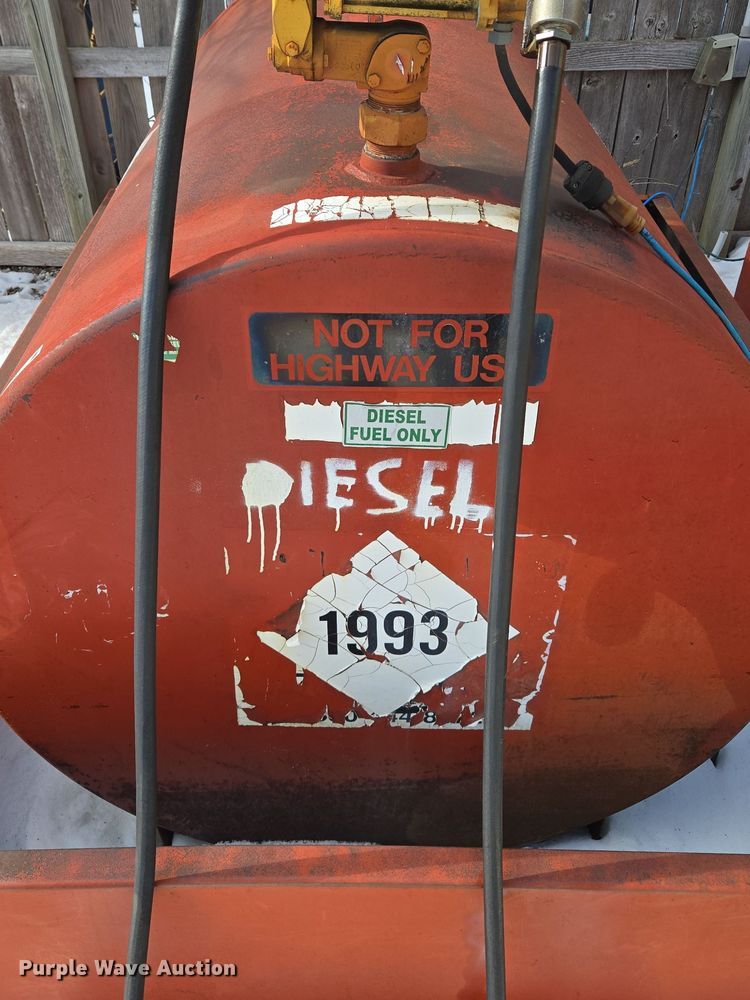 NOT FOR
HIGHWAY US
DIESEL
FUEL ONLY
DIESEL
1993
Purple Wave Auction